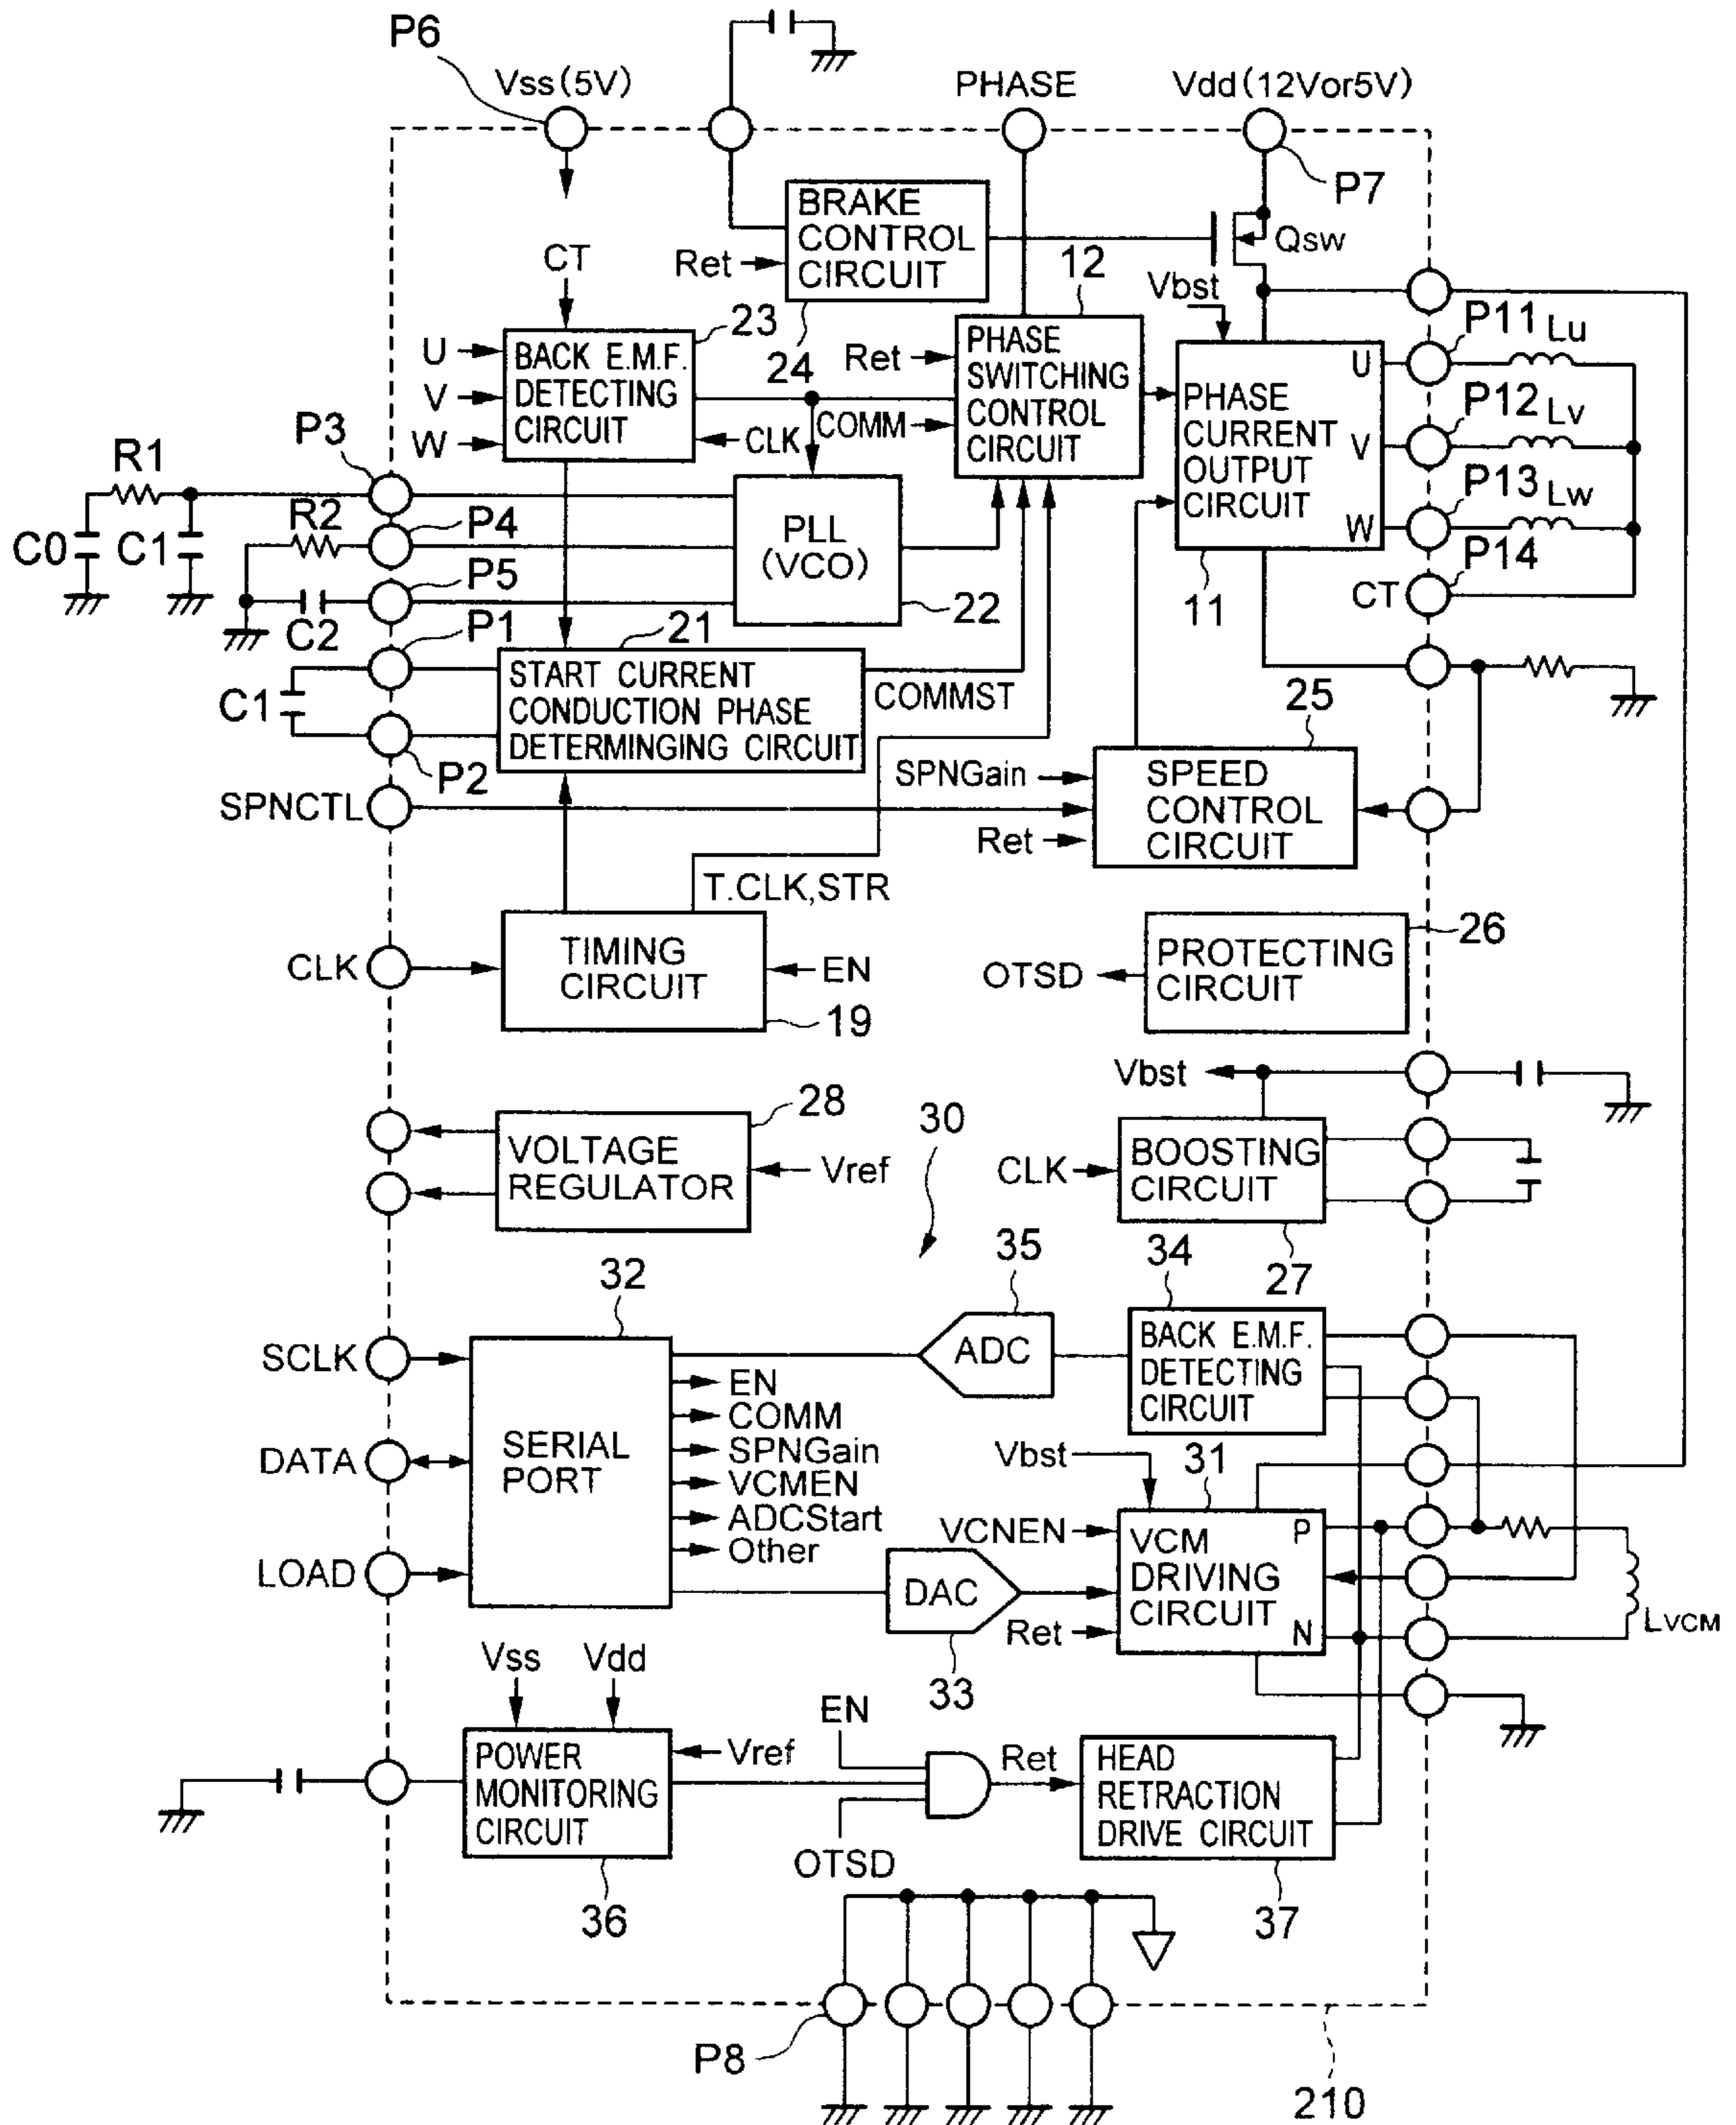 P6
Vss(5V)
PHASE
Vdd(12Vor5V)
P7
BRAKE
CONTROL
CIRCUIT
Ret
Qsw
CT
24
12
Vbst
23
U
V
W
BACK E.M.F.
DETECTING
CIRCUIT
CLK
Ret
COMM
PHASE
SWITCHING
CONTROL
CIRCUIT
PHASE
CURRENT
OUTPUT
CIRCUIT
U
V
W
11
P11
Lu
P12
Lv
P13
Lw
P14
CT
P3
R1
R2
P4
C0
C1
P5
C2
P1
PLL
(VCO)
22
21
START CURRENT
CONDUCTION PHASE
DETERMINGING CIRCUIT
COMMST
C1
P2
SPNCTL
25
SPNGain
Ret
SPEED
CONTROL
CIRCUIT
T.CLK,STR
CLK
TIMING
CIRCUIT
EN
19
OTSD
PROTECTING
CIRCUIT
26
28
VOLTAGE
REGULATOR
Vref
30
Vbst
CLK
BOOSTING
CIRCUIT
27
32
35
34
SCLK
DATA
LOAD
SERIAL
PORT
ADC
BACK E.M.F.
DETECTING
CIRCUIT
EN
COMM
SPNGain
VCMEN
ADCStart
Other
DAC
33
Vbst
31
VCNEN
Ret
VCM
DRIVING
CIRCUIT
P
N
LVCM
Vss
Vdd
Vref
POWER
MONITORING
CIRCUIT
36
EN
OTSD
Ret
HEAD
RETRACTION
DRIVE CIRCUIT
37
P8
210